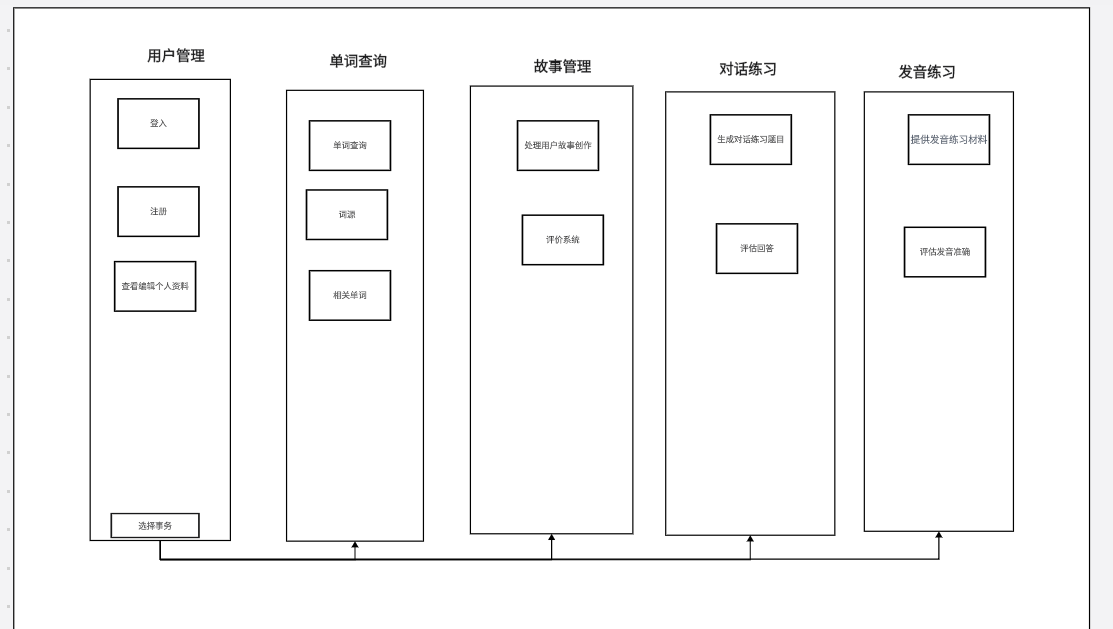 用户管理
登入
注册
查看编辑个人资料
选择事务
单词查询
单词查询
词源
相关单词
故事管理
处理用户故事创作
评价系统
对话练习
生成对话练习题目
评估回答
发音练习
提供发音练习材料
评估发音准确